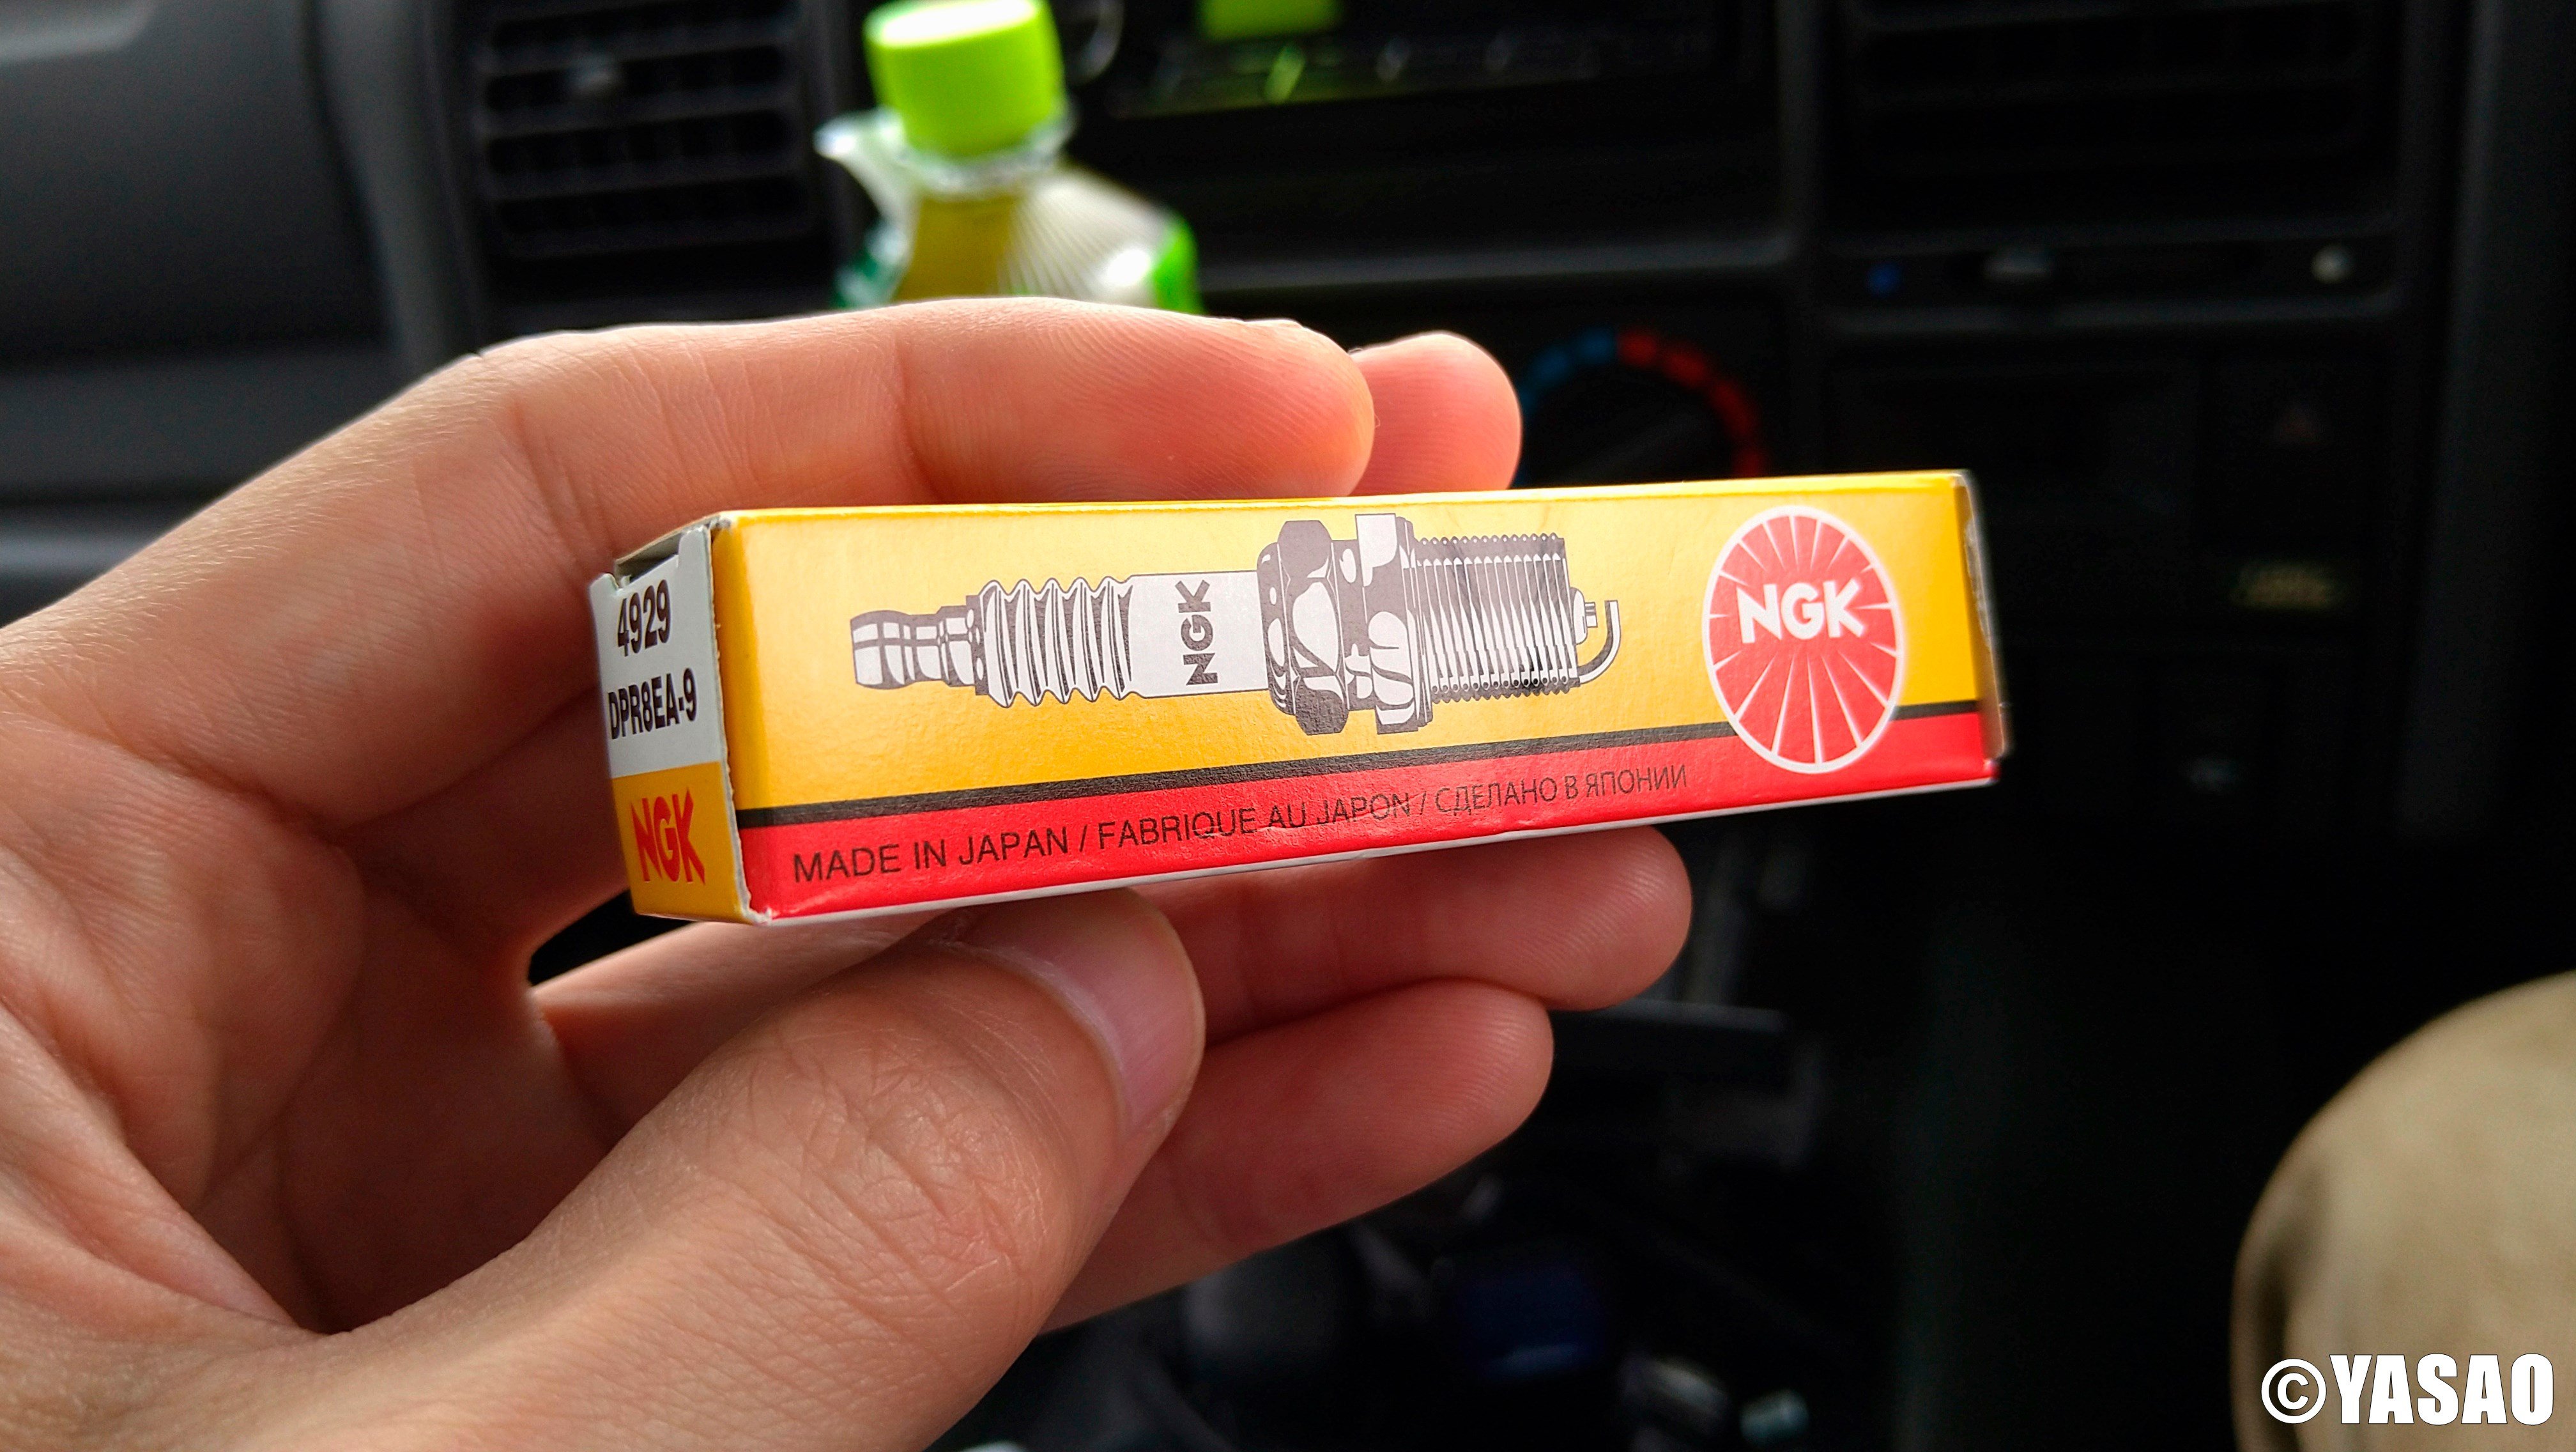 4929
DPR8EA-9
NGK
NGK
NGK
MADE IN JAPAN / FABRIQUE AU JAPON / СДЕЛАНО В ЯПОНИИ
©YASAO